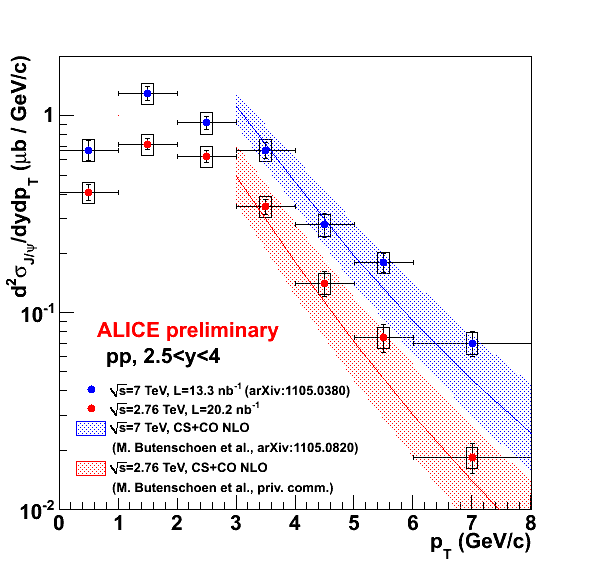 d²σJ/ψ/dydpT (μb / GeV/c)
1
10⁻¹
10⁻²
ALICE preliminary
pp, 2.5<y<4
√s=7 TeV, L=13.3 nb⁻¹ (arXiv:1105.0380)
√s=2.76 TeV, L=20.2 nb⁻¹
√s=7 TeV, CS+CO NLO
(M. Butenschoen et al., arXiv:1105.0820)
√s=2.76 TeV, CS+CO NLO
(M. Butenschoen et al., priv. comm.)
0 1 2 3 4 5 6 7 8
pT (GeV/c)